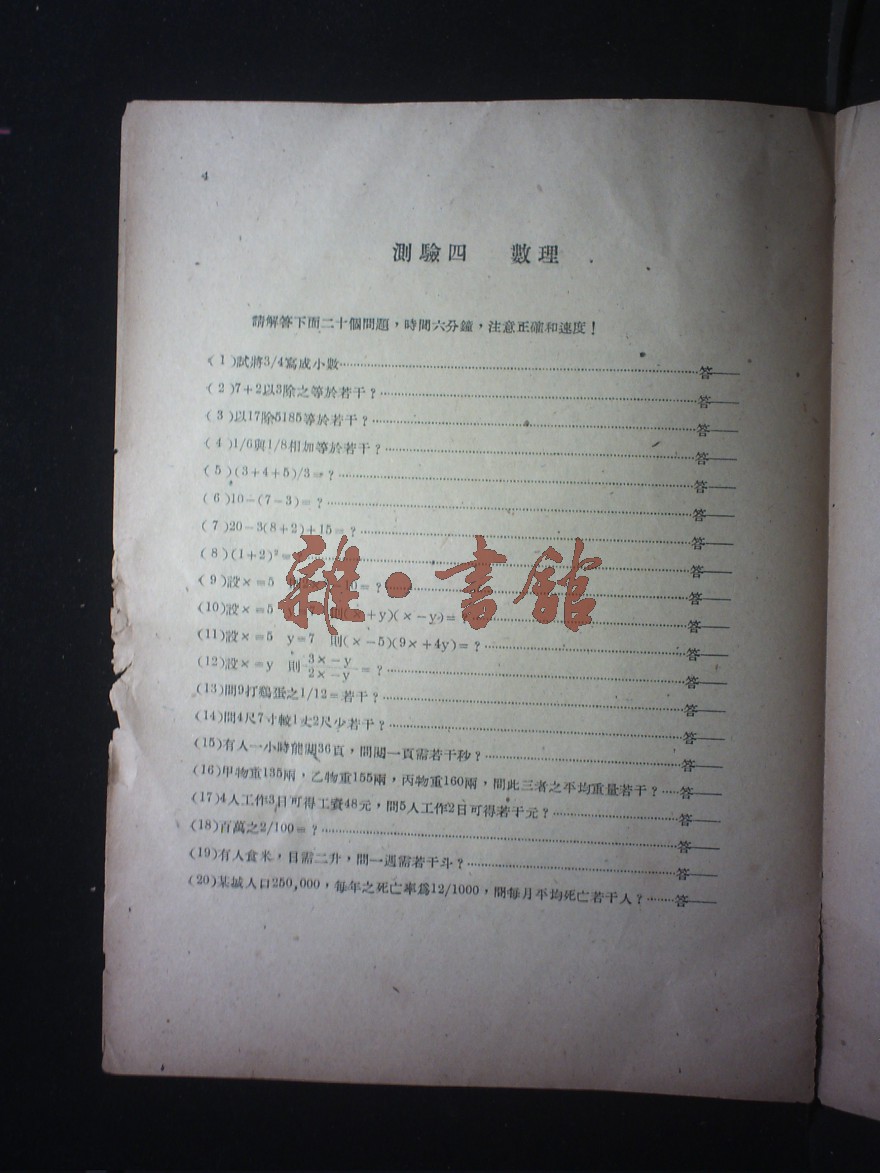 4
測驗四 數理
請解答下面二十個問題，時間六分鐘，注意正確和速度！
(1)試將3/4寫成小數……答
(2)7+2以3除之等於若干？……答
(3)以17除5185等於若干？……答
(4)1/6與1/8相加等於若干？……答
(5)(3+4+5)/3=？……答
(6)10-(7-3)=？……答
(7)20-3(8+2)+15=？……答
(8)(1+2)²=……答
(9)設×=5 則 =？……答
(10)設×=5 則 +y)(×-y)=？……答
(11)設×=5 y=7 則(×-5)(9×+4y)=？……答
(12)設×=y 則 3×-y/2×-y =？……答
(13)問9打鷄蛋之1/12=若干？……答
(14)問4尺7寸較1丈2尺少若干？……答
(15)有人一小時能閱36頁，問閱一頁需若干秒？……答
(16)甲物重135兩，乙物重155兩，丙物重160兩，問此三者之平均重量若干？……答
(17)4人工作3日可得工資48元，問5人工作2日可得若干元？……答
(18)百萬之2/100=？……答
(19)有人食米，日需二升，問一週需若干斗？……答
(20)某城人口250,000，每年之死亡率爲12/1000，問每月平均死亡若干人？……答
雜·書館